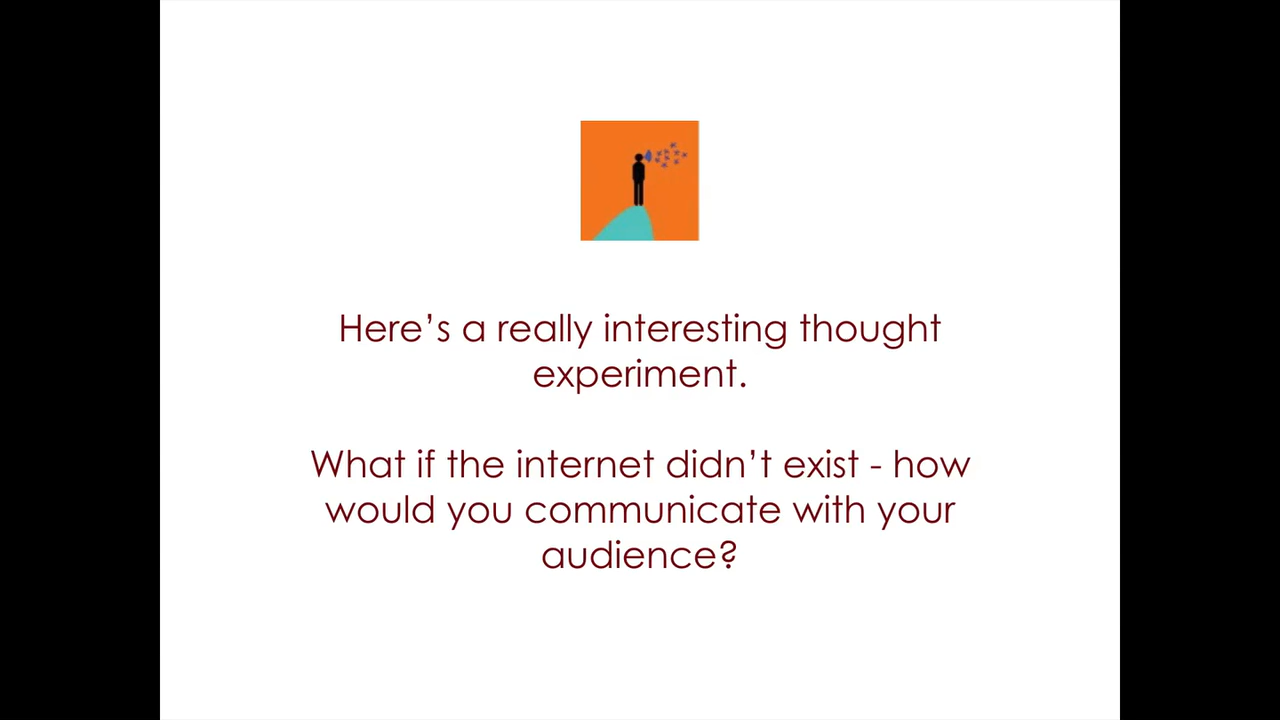 Here’s a really interesting thought
experiment.
What if the internet didn’t exist - how
would you communicate with your
audience?